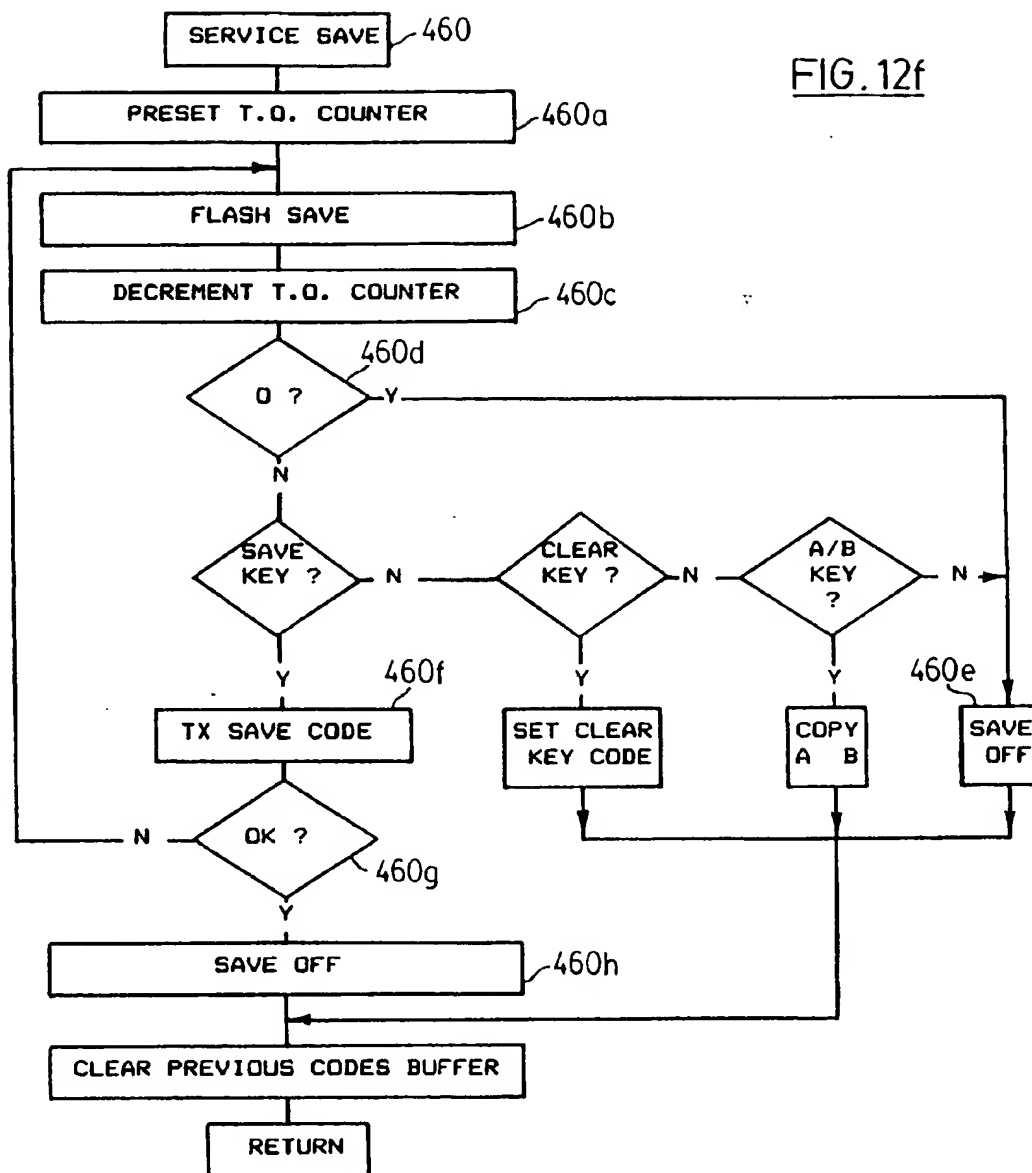 SERVICE SAVE
460
FIG. 12f
PRESET T.O. COUNTER
460a
FLASH SAVE
460b
DECREMENT T.O. COUNTER
460c
460d
O ?
Y
N
SAVE
KEY ?
N
CLEAR
KEY ?
N
A/B
KEY
?
N
Y
460f
Y
Y
460e
TX SAVE CODE
SET CLEAR
KEY CODE
COPY
A B
SAVE
OFF
N
OK ?
460g
Y
SAVE OFF
460h
CLEAR PREVIOUS CODES BUFFER
RETURN